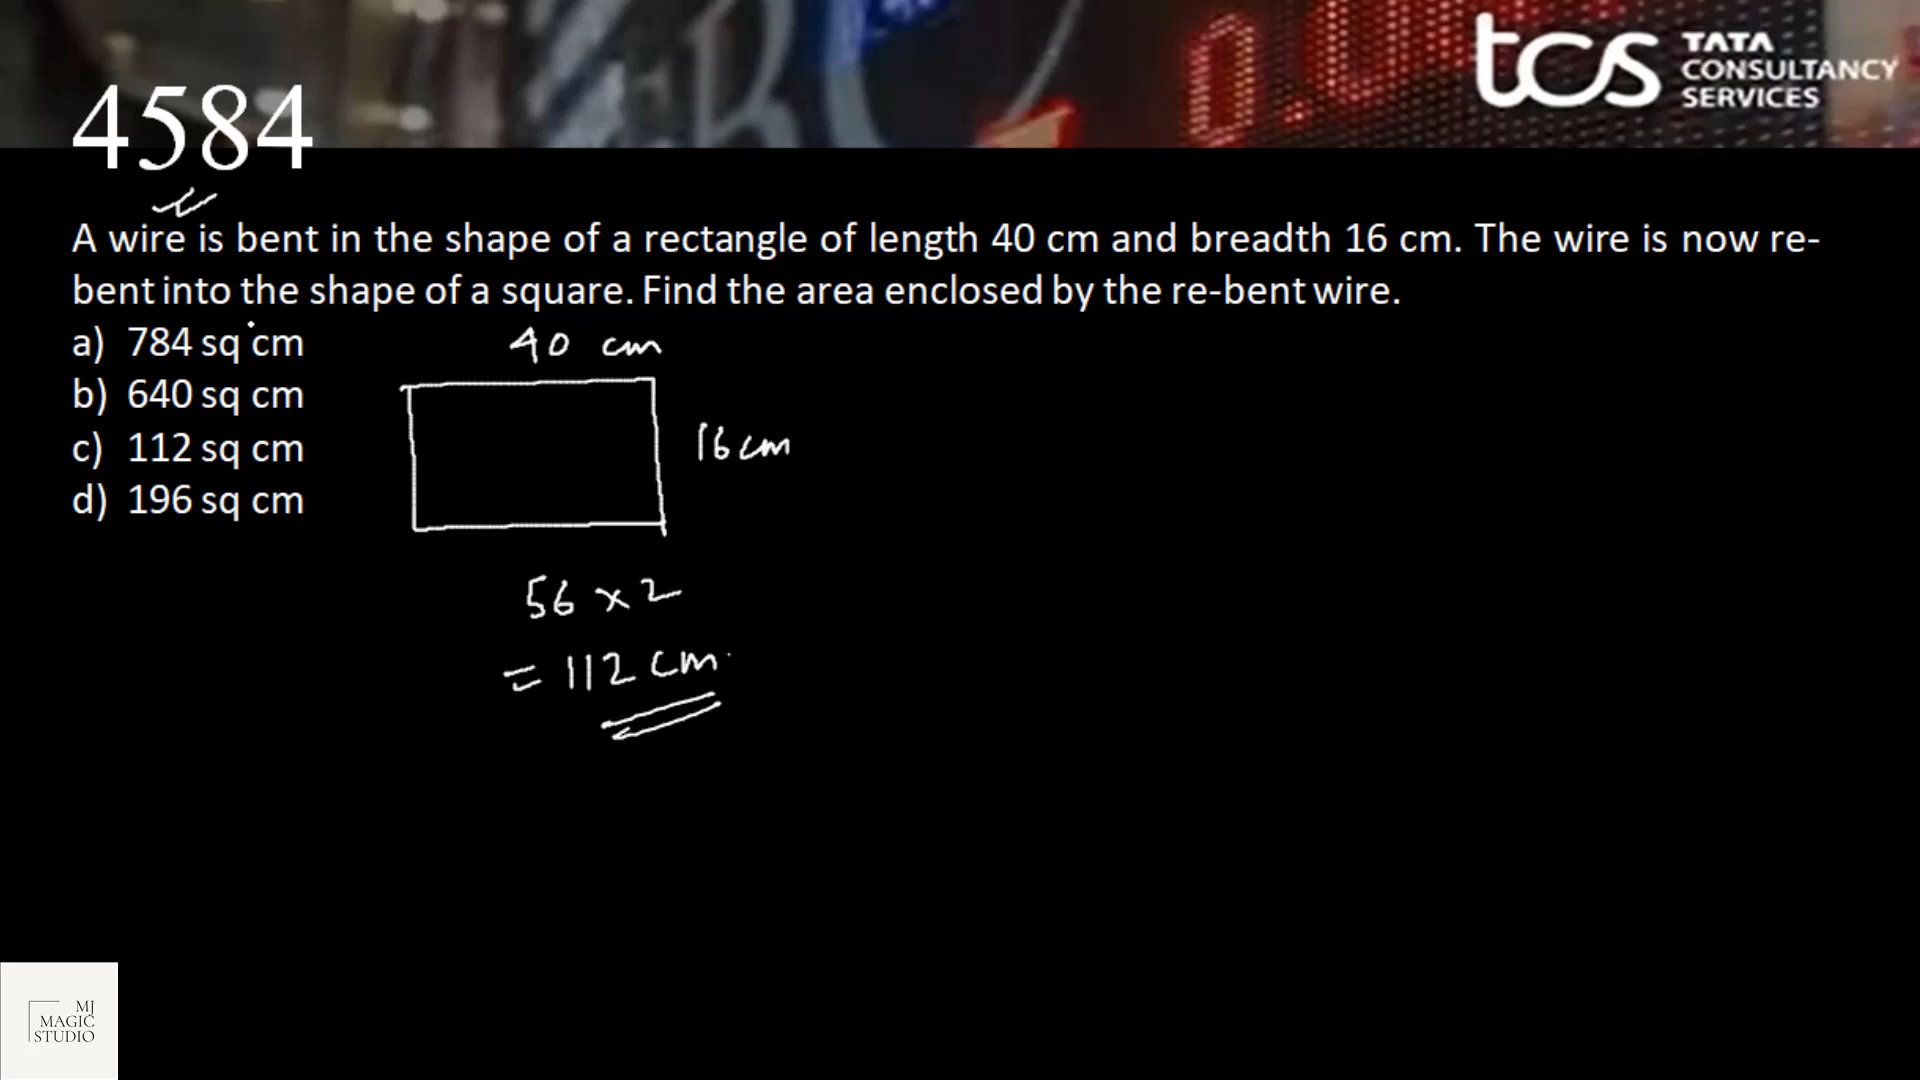 tcs TATA
CONSULTANCY
SERVICES
4584
A wire is bent in the shape of a rectangle of length 40 cm and breadth 16 cm. The wire is now re-
bent into the shape of a square. Find the area enclosed by the re-bent wire.
a) 784 sq cm
b) 640 sq cm
c) 112 sq cm
d) 196 sq cm
40 cm
16 cm
56 x 2
= 112 cm
MJ
MAGIC
STUDIO